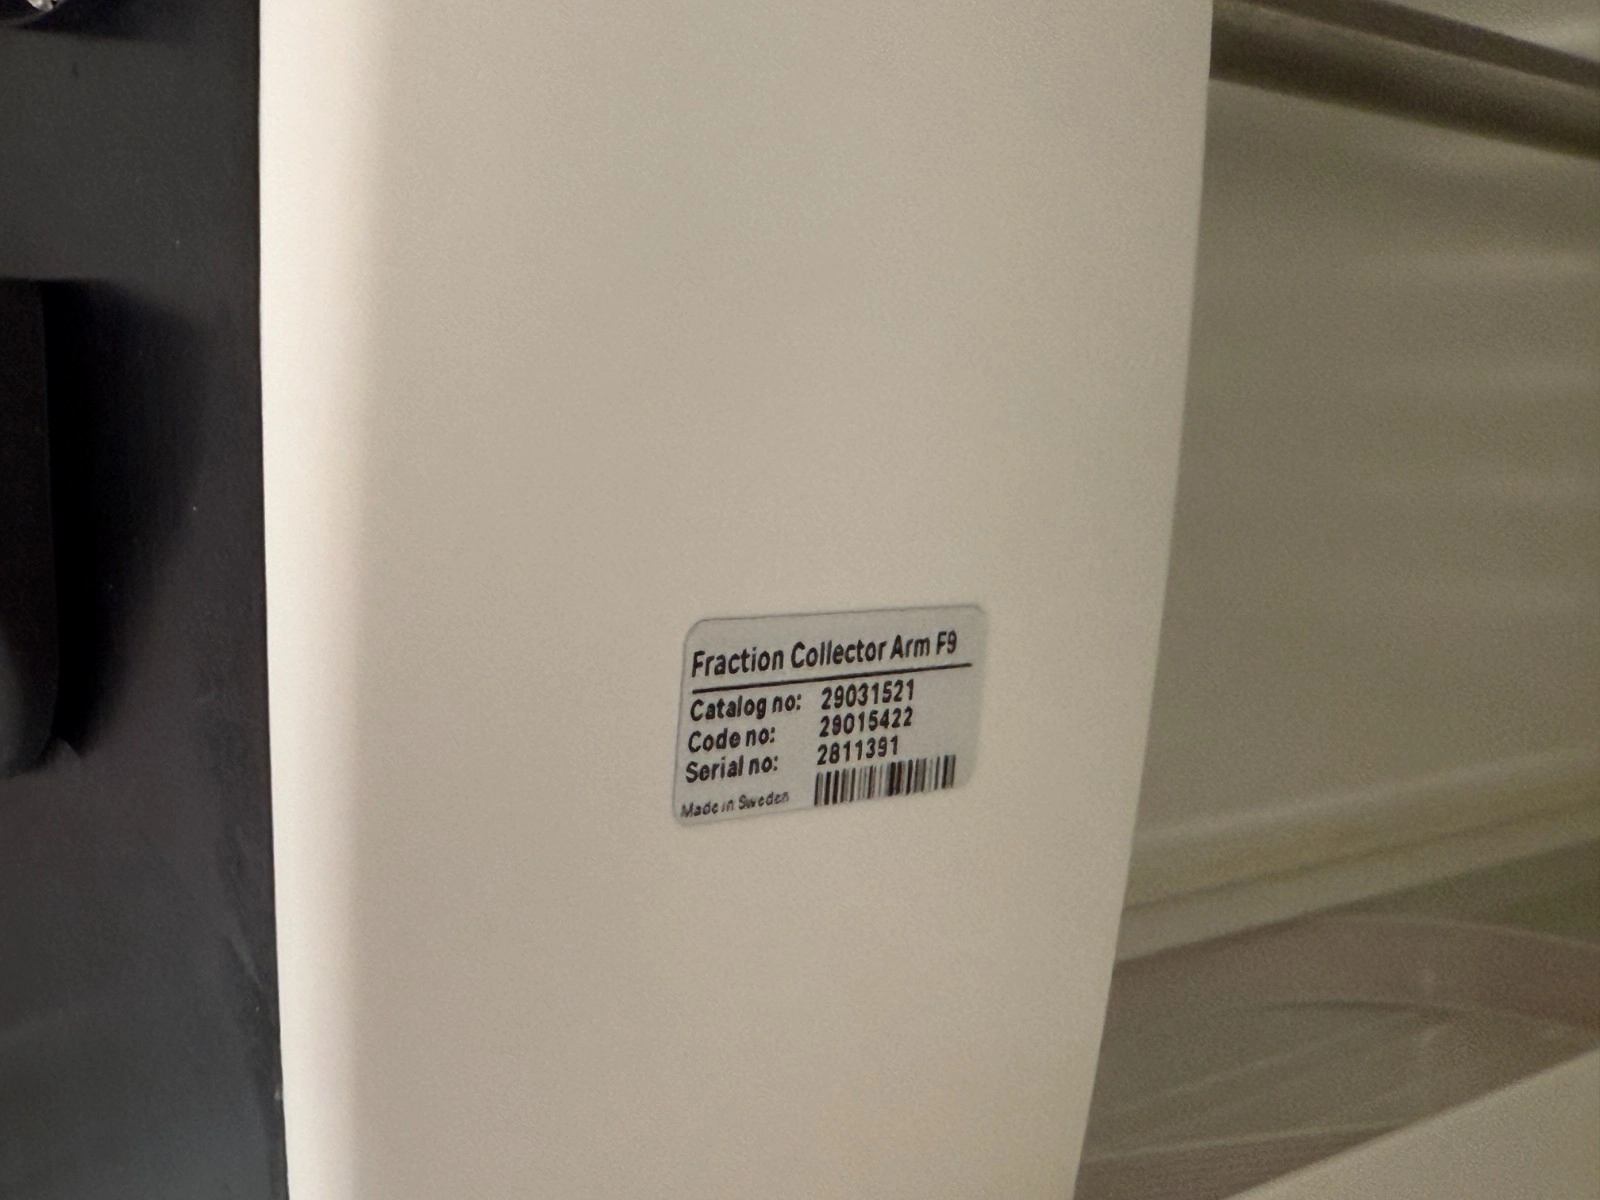 Fraction Collector Arm F9
Catalog no: 29031521
Code no: 29015422
Serial no: 2811391
Made in Sweden